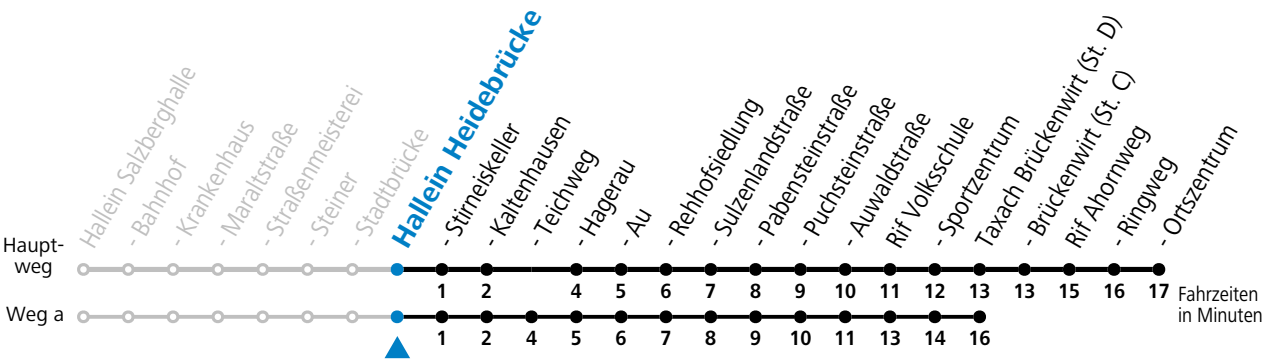 Hallein Salzberghalle
- Bahnhof
- Krankenhaus
- Maraltstraße
- Straßenmeisterei
- Steiner
- Stadtbrücke
Hallein Heidebrücke
- Stirneiskeller
- Kaltenhausen
- Teichweg
- Hagerau
- Au
- Rehhofsiedlung
- Sulzenlandstraße
- Pabensteinstraße
- Puchsteinstraße
- Auwaldstraße
Rif Volksschule
- Sportzentrum
Taxach Brückenwirt (St. D)
- Brückenwirt (St. C)
Rif Ahornweg
- Ringweg
- Ortszentrum
Haupt-
weg
1 2 4 5 6 7 8 9 10 11 12 13 13 15 16 17
Fahrzeiten
in Minuten
Weg a
1 2 4 5 6 7 8 9 10 11 13 14 16